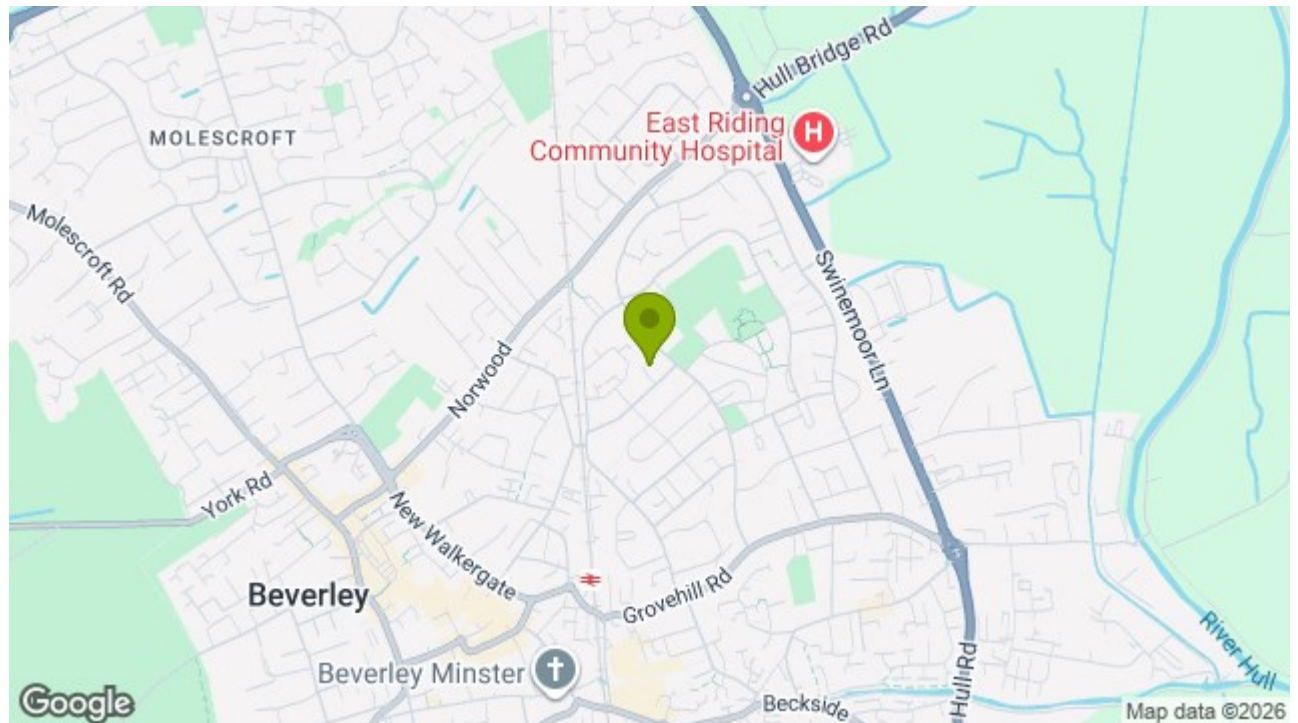 Hull Bridge Rd
East Riding
Community Hospital
H
MOLESCROFT
Molescroft Rd
Swinemoor Ln
Norwood
York Rd
New Walkergate
Beverley
Grovehill Rd
Beverley Minster
Hull Rd
River Hull
Beckside
Google
Map data ©2026